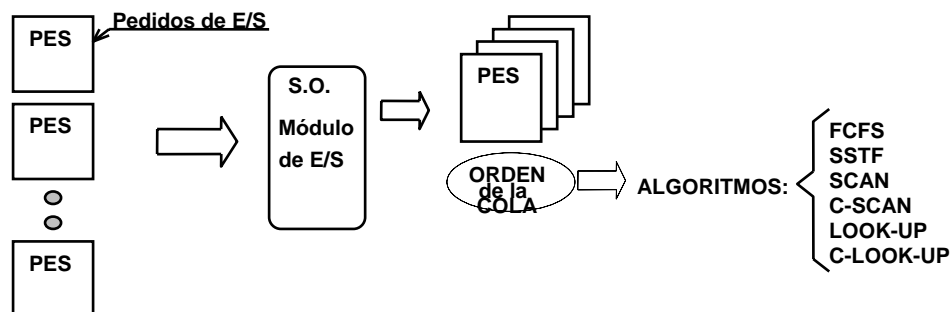 Pedidos de E/S
PES
PES
PES
S.O.
Módulo
de E/S
PES
ORDEN
de la
COLA
ALGORITMOS:
FCFS
SSTF
SCAN
C-SCAN
LOOK-UP
C-LOOK-UP